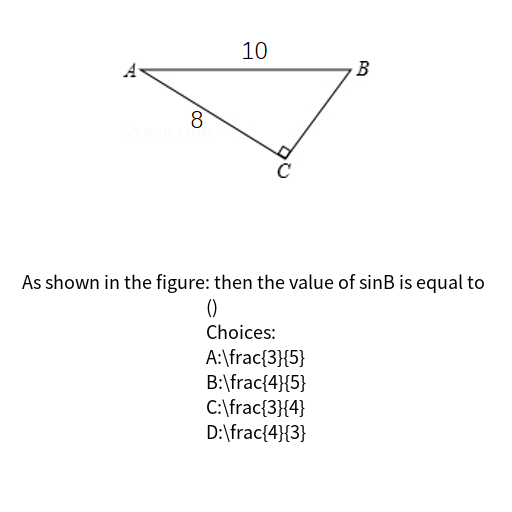 10
A
B
8
C
As shown in the figure: then the value of sinB is equal to
()
Choices:
A:\frac{3}{5}
B:\frac{4}{5}
C:\frac{3}{4}
D:\frac{4}{3}